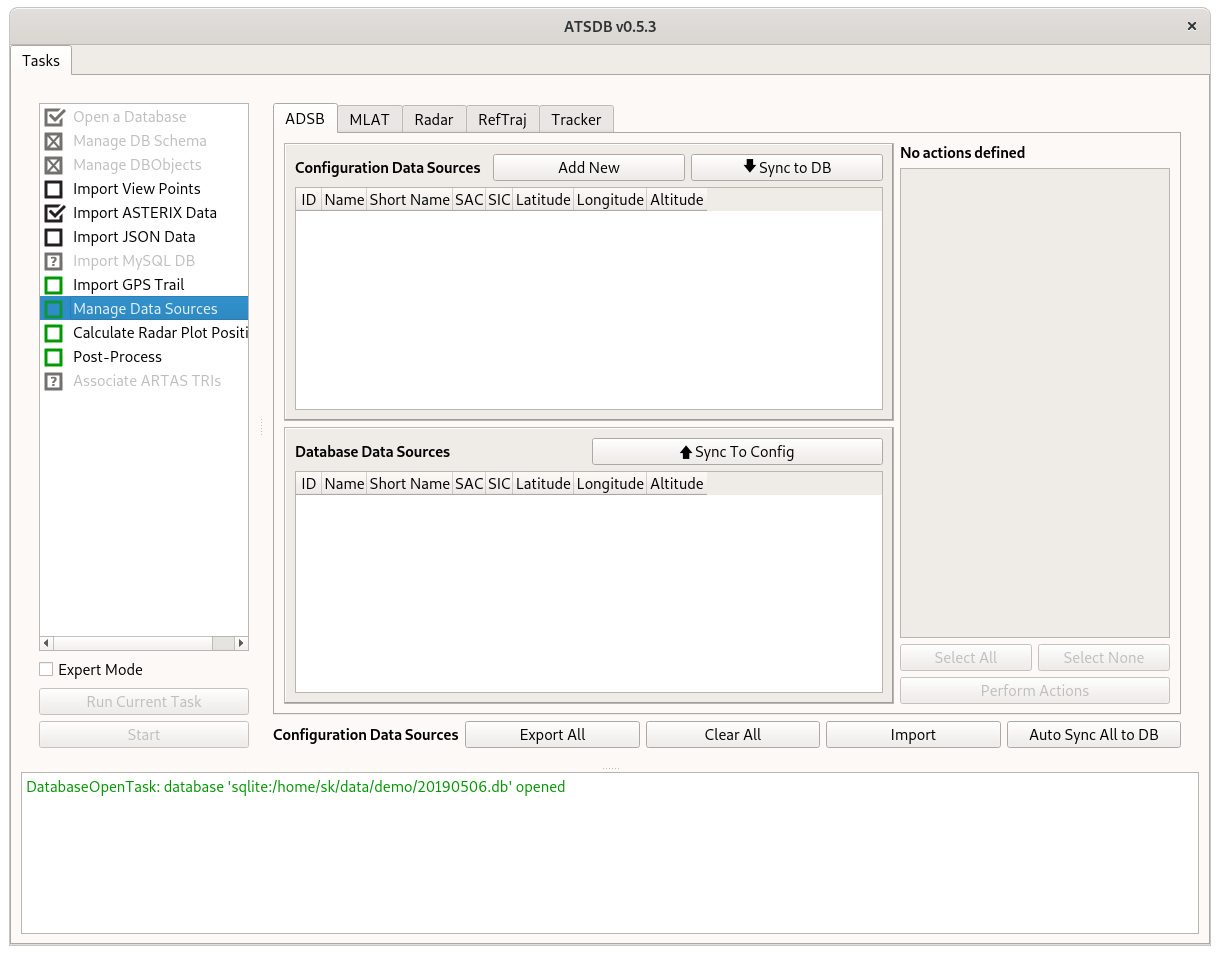 ATSDB v0.5.3
Tasks
Open a Database
Manage DB Schema
Manage DBObjects
Import View Points
Import ASTERIX Data
Import JSON Data
Import MySQL DB
Import GPS Trail
Manage Data Sources
Calculate Radar Plot Positi
Post-Process
Associate ARTAS TRIs
Expert Mode
Run Current Task
Start
ADSB MLAT Radar RefTraj Tracker
Configuration Data Sources Add New Sync to DB
ID Name Short Name SAC SIC Latitude Longitude Altitude
Database Data Sources Sync To Config
ID Name Short Name SAC SIC Latitude Longitude Altitude
No actions defined
Select All Select None
Perform Actions
Configuration Data Sources Export All Clear All Import Auto Sync All to DB
DatabaseOpenTask: database 'sqlite:/home/sk/data/demo/20190506.db' opened